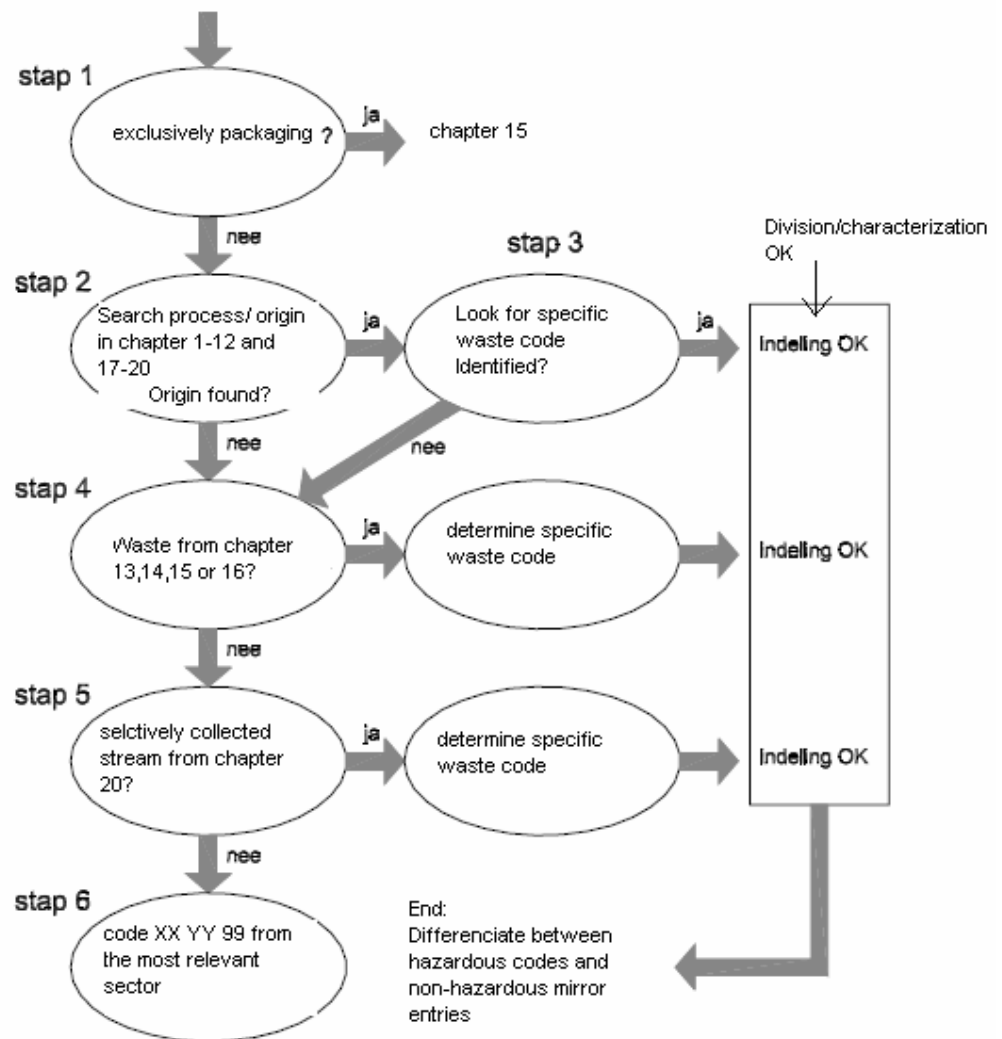 stap 1
exclusively packaging ?
ja
chapter 15
nee
stap 2
Search process/ origin
in chapter 1-12 and
17-20
Origin found?
ja
stap 3
Look for specific
waste code
Identified?
ja
Division/characterization
OK
Indeling OK
nee
nee
stap 4
Waste from chapter
13,14,15 or 16?
ja
determine specific
waste code
Indeling OK
nee
stap 5
selctively collected
stream from chapter
20?
ja
determine specific
waste code
Indeling OK
nee
stap 6
code XX YY 99 from
the most relevant
sector
End:
Differenciate between
hazardous codes and
non-hazardous mirror
entries